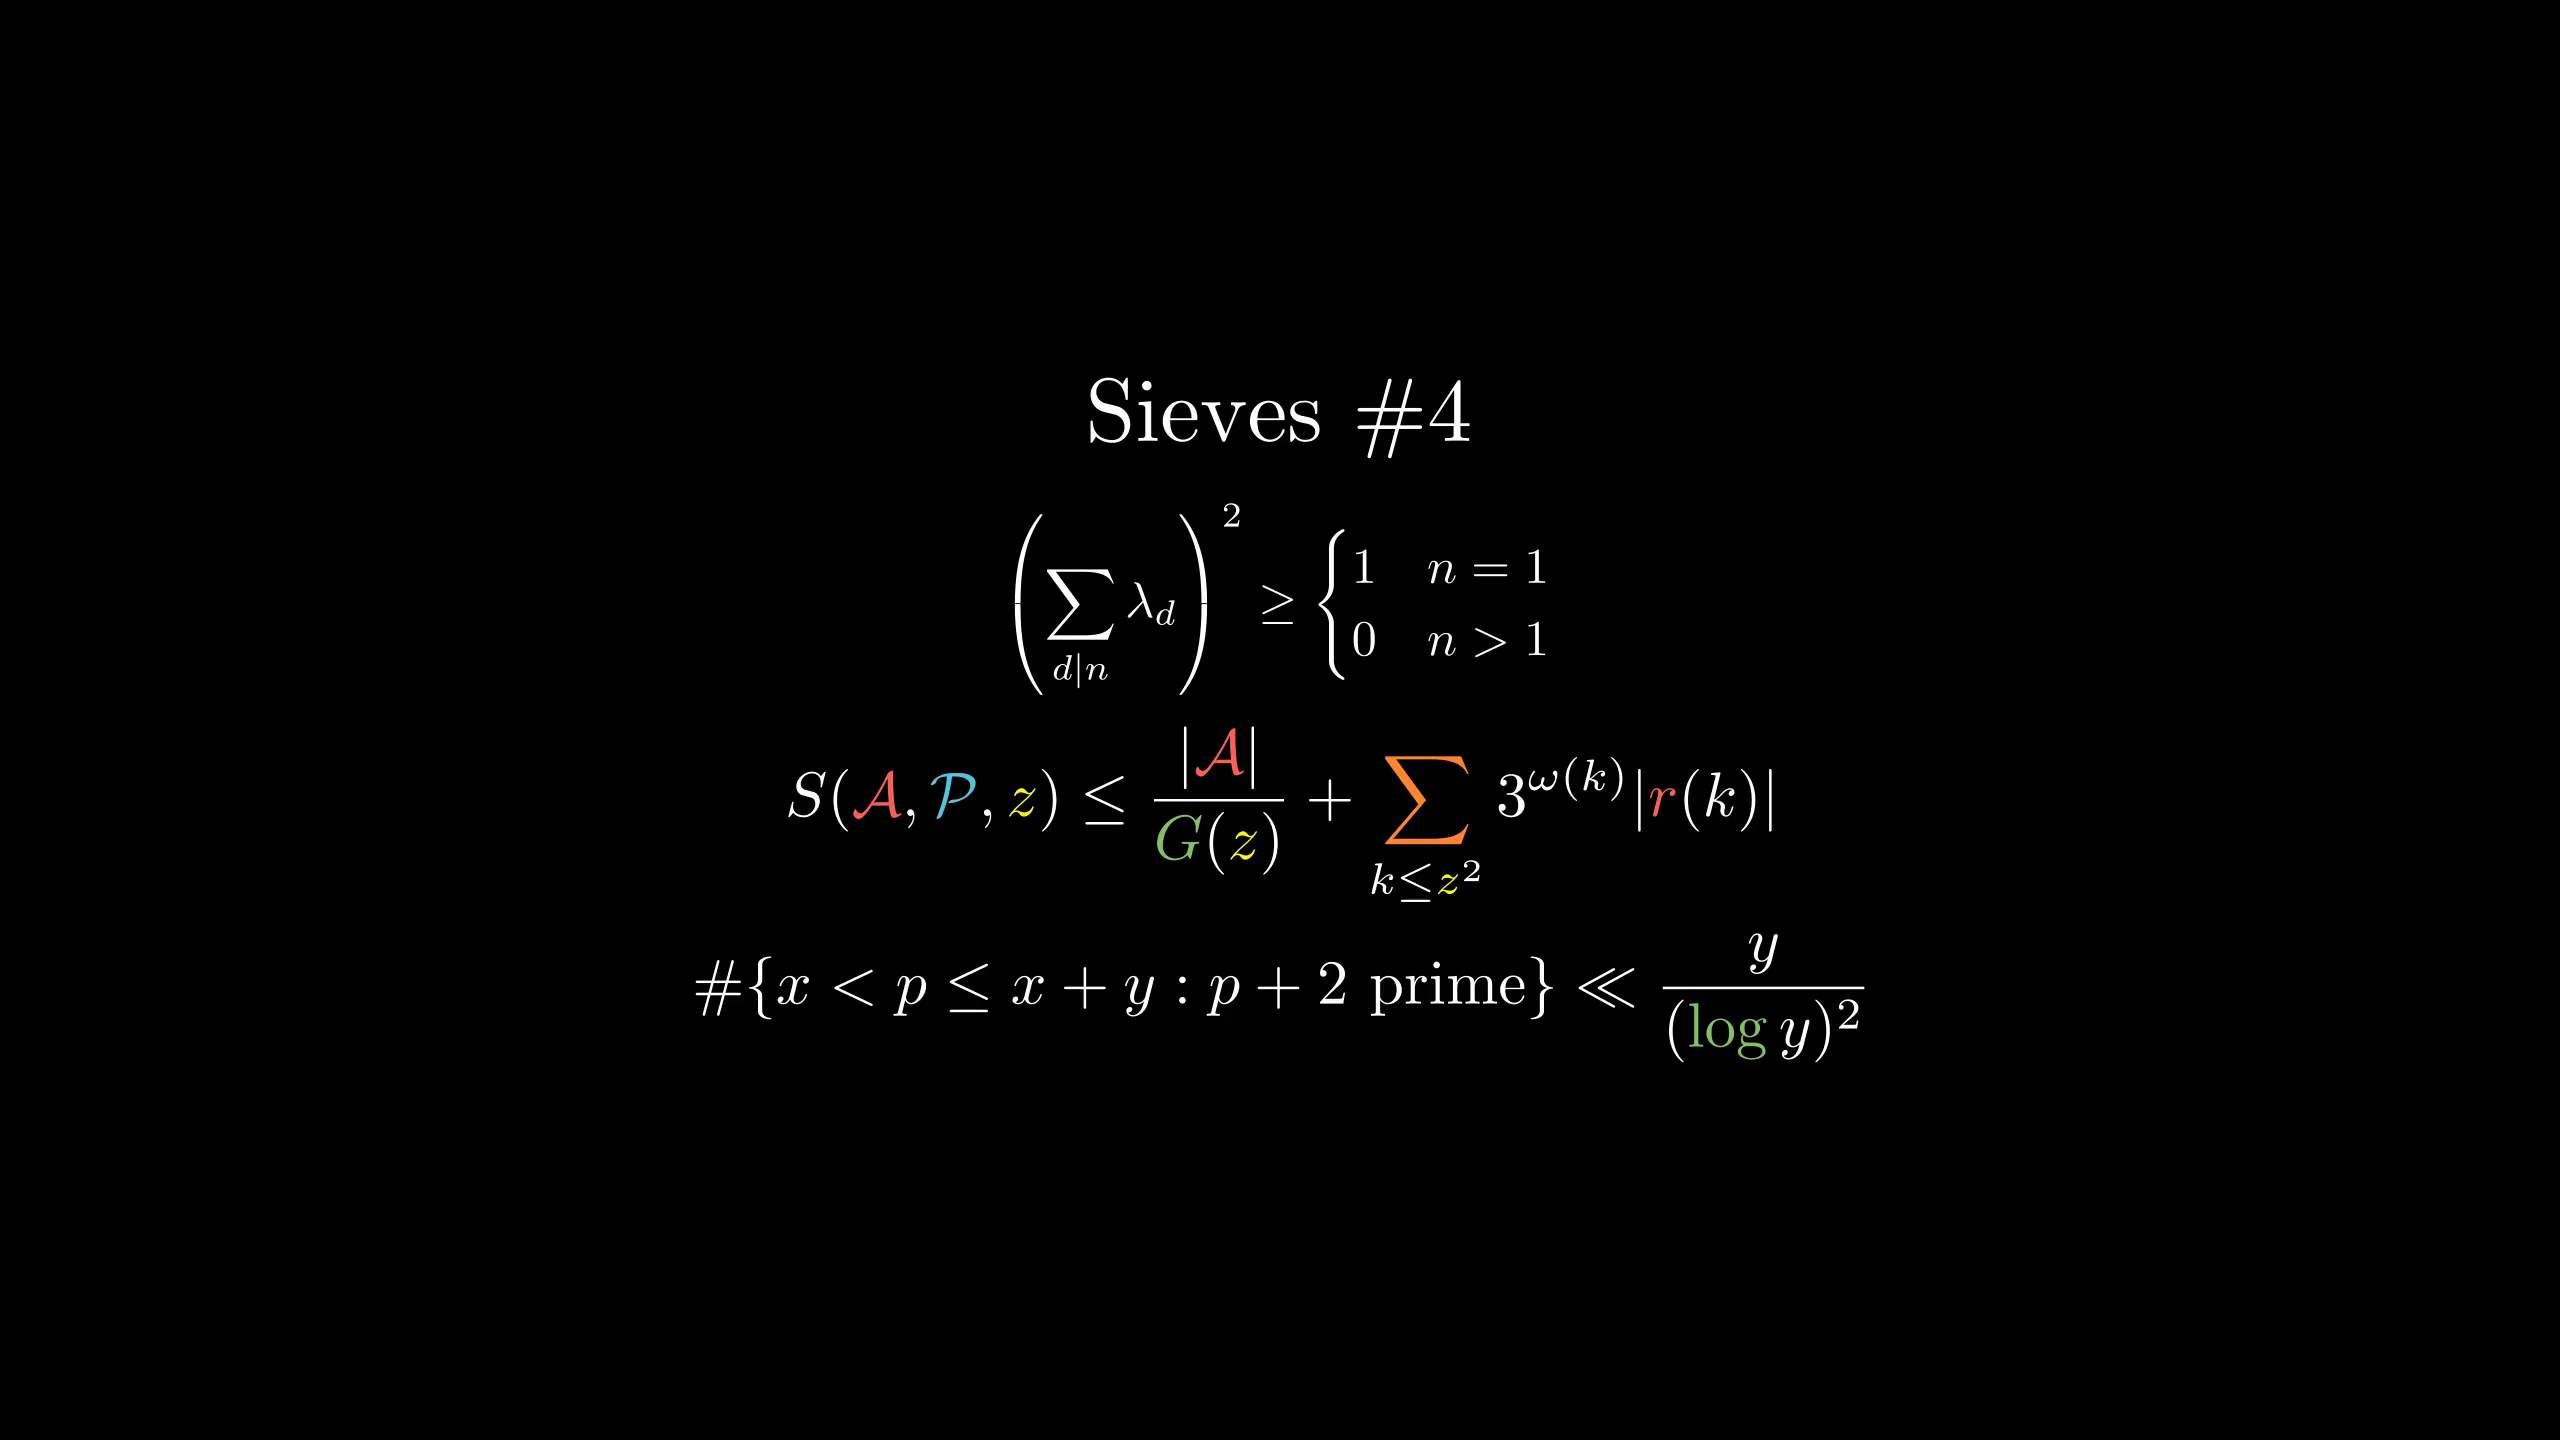 Sieves #4
$\left(\sum_{d|n} \lambda_d\right)^2 \geq \begin{cases} 1 & n = 1 \\ 0 & n > 1 \end{cases}$
$S(\mathcal{A}, \mathcal{P}, z) \leq \frac{|\mathcal{A}|}{G(z)} + \sum_{k \leq z^2} 3^{\omega(k)} |r(k)|$
$\#\{x < p \leq x + y : p + 2 \text{ prime}\} \ll \frac{y}{(\log y)^2}$